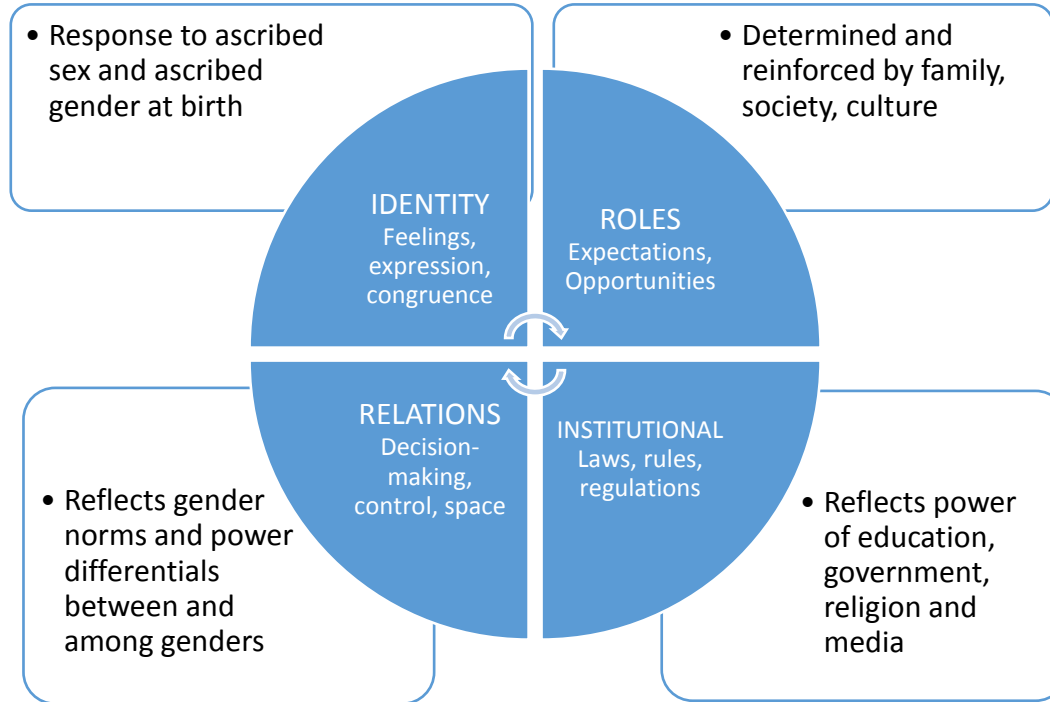 • Response to ascribed
sex and ascribed
gender at birth
• Determined and
reinforced by family,
society, culture
IDENTITY
Feelings,
expression,
congruence
ROLES
Expectations,
Opportunities
RELATIONS
Decision-
making,
control, space
INSTITUTIONAL
Laws, rules,
regulations
• Reflects gender
norms and power
differentials
between and
among genders
• Reflects power
of education,
government,
religion and
media